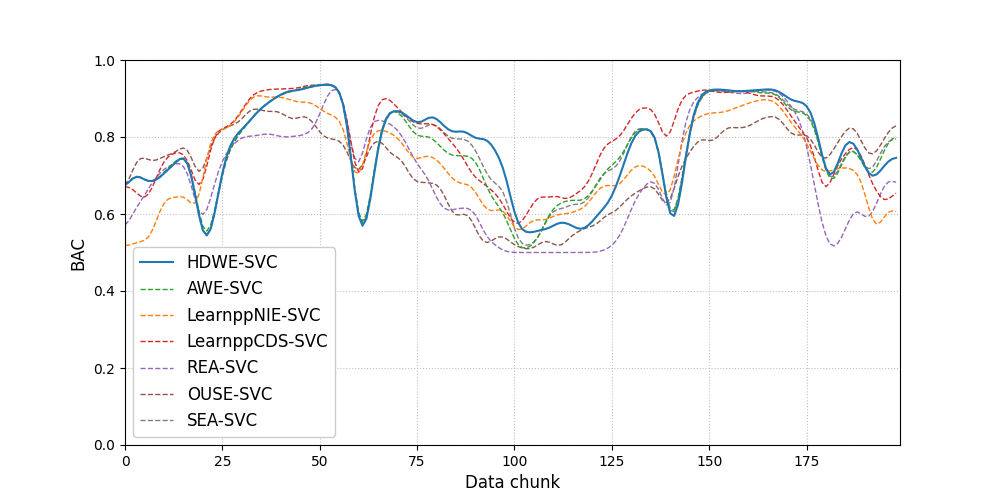 1.0
0.8
0.6
0.4
0.2
0.0
BAC
HDWE-SVC
AWE-SVC
LearnppNIE-SVC
LearnppCDS-SVC
REA-SVC
OUSE-SVC
SEA-SVC
0 25 50 75 100 125 150 175
Data chunk